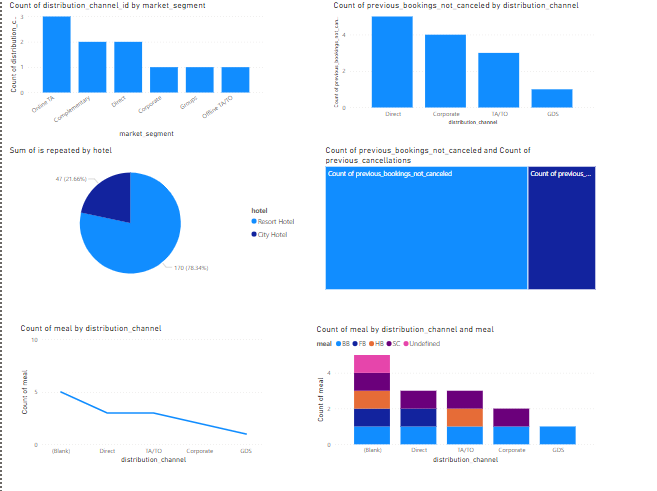 Count of distribution_channel_id by market_segment
Count of distribution_c...
3
2
1
0
Online TA
Complementary
Direct
Corporate
Groups
Offline TA/TO
market_segment
Count of previous_bookings_not_canceled by distribution_channel
Count of previous_bookings_not_can...
4
2
0
Direct
Corporate
TA/TO
GDS
distribution_channel
Sum of is repeated by hotel
47 (21.66%)
170 (78.34%)
hotel
Resort Hotel
City Hotel
Count of previous_bookings_not_canceled and Count of
previous_cancellations
Count of previous_bookings_not_canceled
Count of previous_...
Count of meal by distribution_channel
Count of meal
10
5
0
(Blank)
Direct
TA/TO
Corporate
GDS
distribution_channel
Count of meal by distribution_channel and meal
meal BB FB HB SC Undefined
Count of meal
4
2
0
(Blank)
Direct
TA/TO
Corporate
GDS
distribution_channel